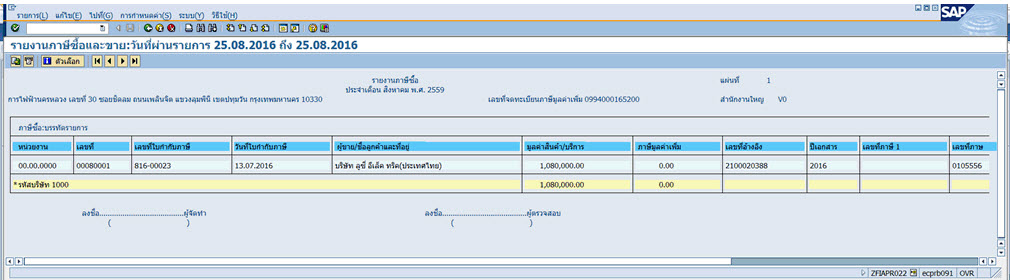 รายการ(L) แก้ไข(E) ไปที่(G) การกำหนดค่า(S) ระบบ(Y) วิธีใช้(H)
SAP
รายงานภาษีซื้อและขาย:วันที่ผ่านรายการ 25.08.2016 ถึง 25.08.2016
ตัวเลือก
รายงานภาษีซื้อ แผ่นที่ 1
ประจำเดือน สิงหาคม พ.ศ. 2559
การไฟฟ้านครหลวง เลขที่ 30 ซอยชิดลม ถนนเพลินจิต แขวงลุมพินี เขตปทุมวัน กรุงเทพมหานคร 10330 เลขที่จดทะเบียนภาษีมูลค่าเพิ่ม 0994000165200 สำนักงานใหญ่ V0
ภาษีซื้อ:บรรทัดรายการ
หน่วยงาน เลขที่ เลขที่ใบกำกับภาษี วันที่ใบกำกับภาษี ผู้ขาย/ชื่อลูกค้าและที่อยู่ มูลค่าสินค้า/บริการ ภาษีมูลค่าเพิ่ม เลขที่อ้างอิง ปีเอกสาร เลขที่ภาษี 1 เลขที่ภาษ
00.00.0000 00080001 816-00023 13.07.2016 บริษัท ลูซี่ อีเล็ค ทริค(ประเทศไทย) 1,080,000.00 0.00 2100020388 2016 0105556
* รหัสบริษัท 1000 1,080,000.00 0.00
ลงชื่อ..............................ผู้จัดทำ ลงชื่อ..............................ผู้ตรวจสอบ
( ) ( )
ZFIAPR022 ecprb091 OVR